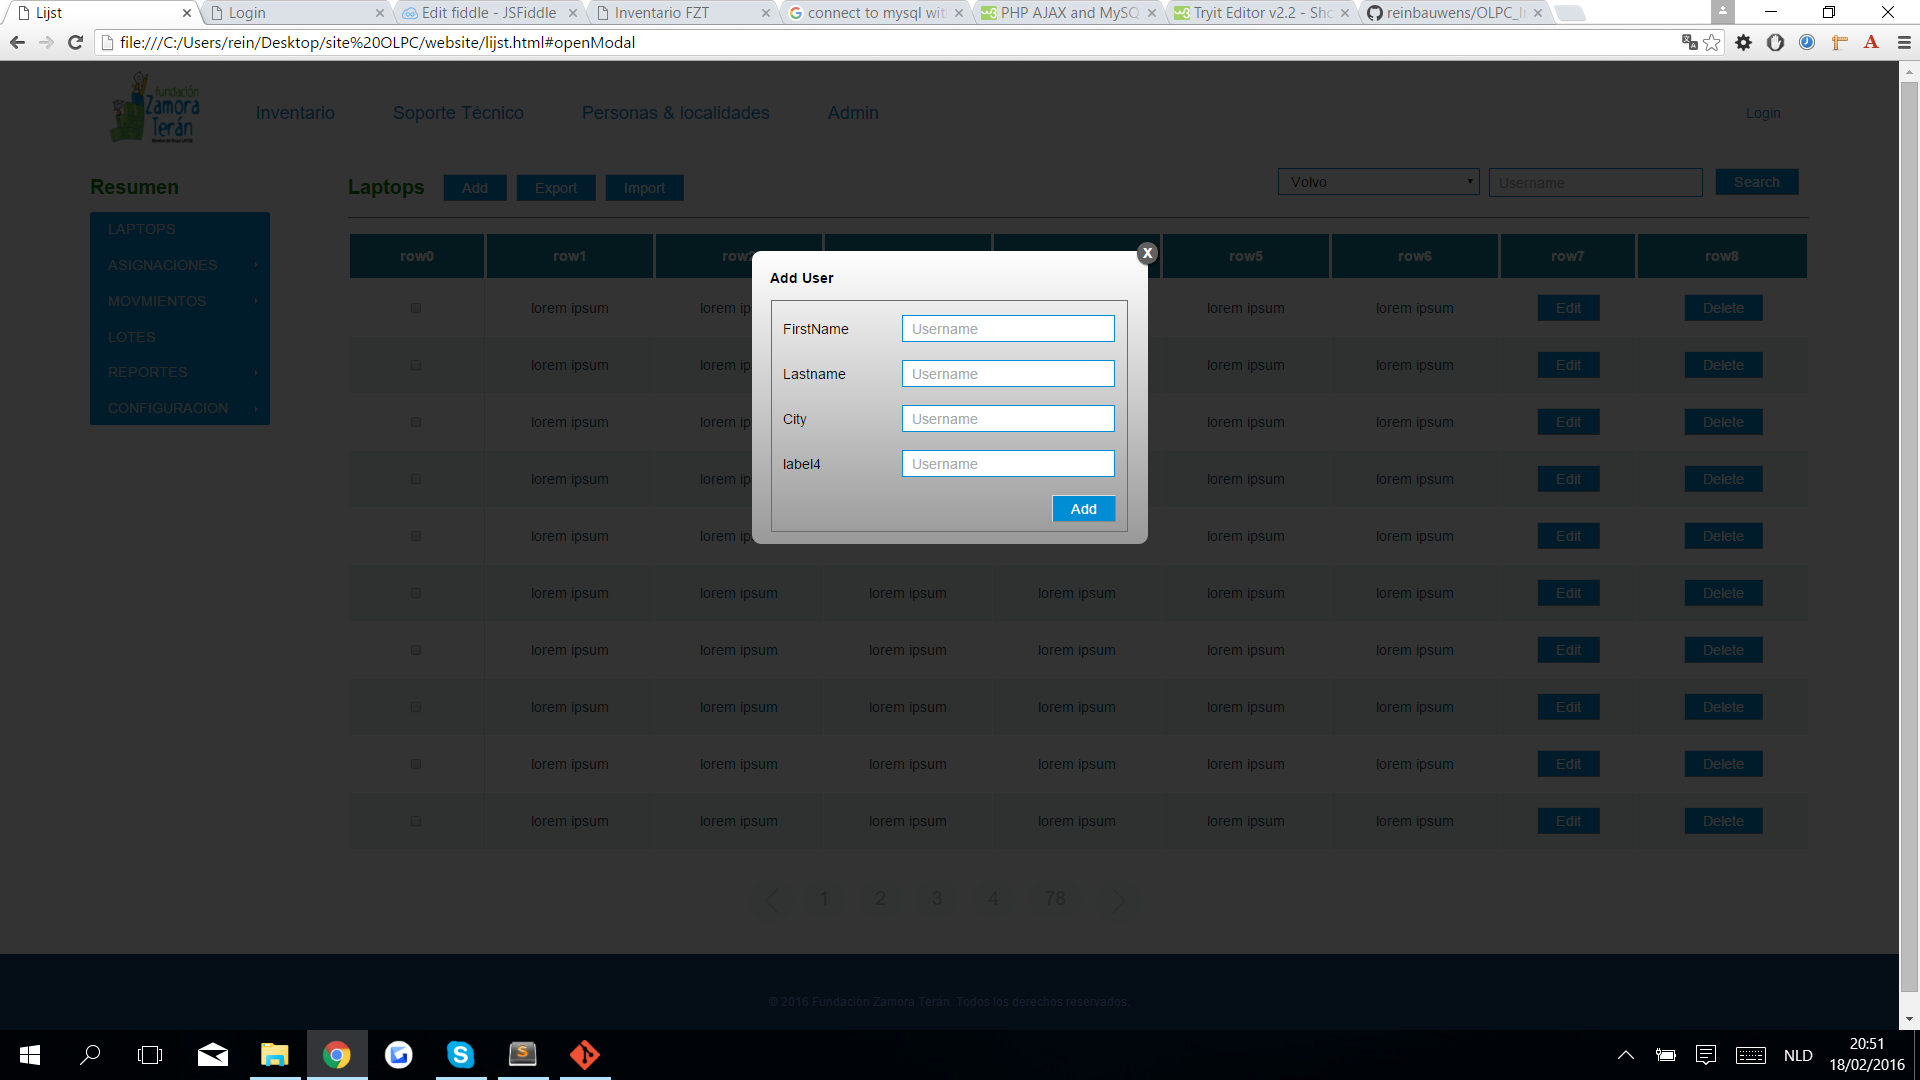 Lijst
Login
Edit fiddle - JSFiddle
Inventario FZT
connect to mysql wit
PHP AJAX and MySQ
Tryit Editor v2.2 - Sho
reinbauwens/OLPC_I
file:///C:/Users/rein/Desktop/site%20OLPC/website/lijst.html#openModal
fundación Zamora Terán
Inventario Soporte Técnico Personas & localidades Admin Login
Resumen
LAPTOPS
ASIGNACIONES
MOVMIENTOS
LOTES
REPORTES
CONFIGURACION
Laptops Add Export Import Volvo Username Search
row0 row1 row2 row5 row6 row7 row8
lorem ipsum lorem ip lorem ipsum lorem ipsum Edit Delete
lorem ipsum lorem ip lorem ipsum lorem ipsum Edit Delete
lorem ipsum lorem ip lorem ipsum lorem ipsum Edit Delete
lorem ipsum lorem ip lorem ipsum lorem ipsum Edit Delete
lorem ipsum lorem ip lorem ipsum lorem ipsum Edit Delete
lorem ipsum lorem ipsum lorem ipsum lorem ipsum lorem ipsum lorem ipsum Edit Delete
lorem ipsum lorem ipsum lorem ipsum lorem ipsum lorem ipsum lorem ipsum Edit Delete
lorem ipsum lorem ipsum lorem ipsum lorem ipsum lorem ipsum lorem ipsum Edit Delete
lorem ipsum lorem ipsum lorem ipsum lorem ipsum lorem ipsum lorem ipsum Edit Delete
lorem ipsum lorem ipsum lorem ipsum lorem ipsum lorem ipsum lorem ipsum Edit Delete
X
Add User
FirstName Username
Lastname Username
City Username
label4 Username
Add
1 2 3 4 78
© 2016 Fundación Zamora Terán. Todos los derechos reservados.
NLD
20:51
18/02/2016